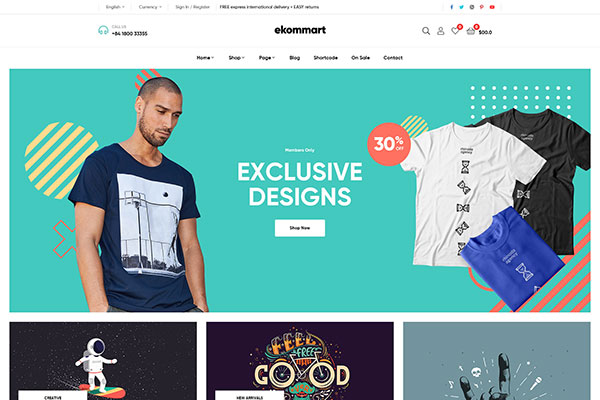 English
Currency
Sign In / Register
FREE express international delivery + EASY returns
CALL US
+84 1800 33355
ekommart
0
0
$00.0
Home
Shop
Page
Blog
Shortcode
On Sale
Contact
Members Only
EXCLUSIVE
DESIGNS
Shop Now
30%
OFF
FEEL
FREE
GOOD
CREATIVE
NEW ARRIVALS